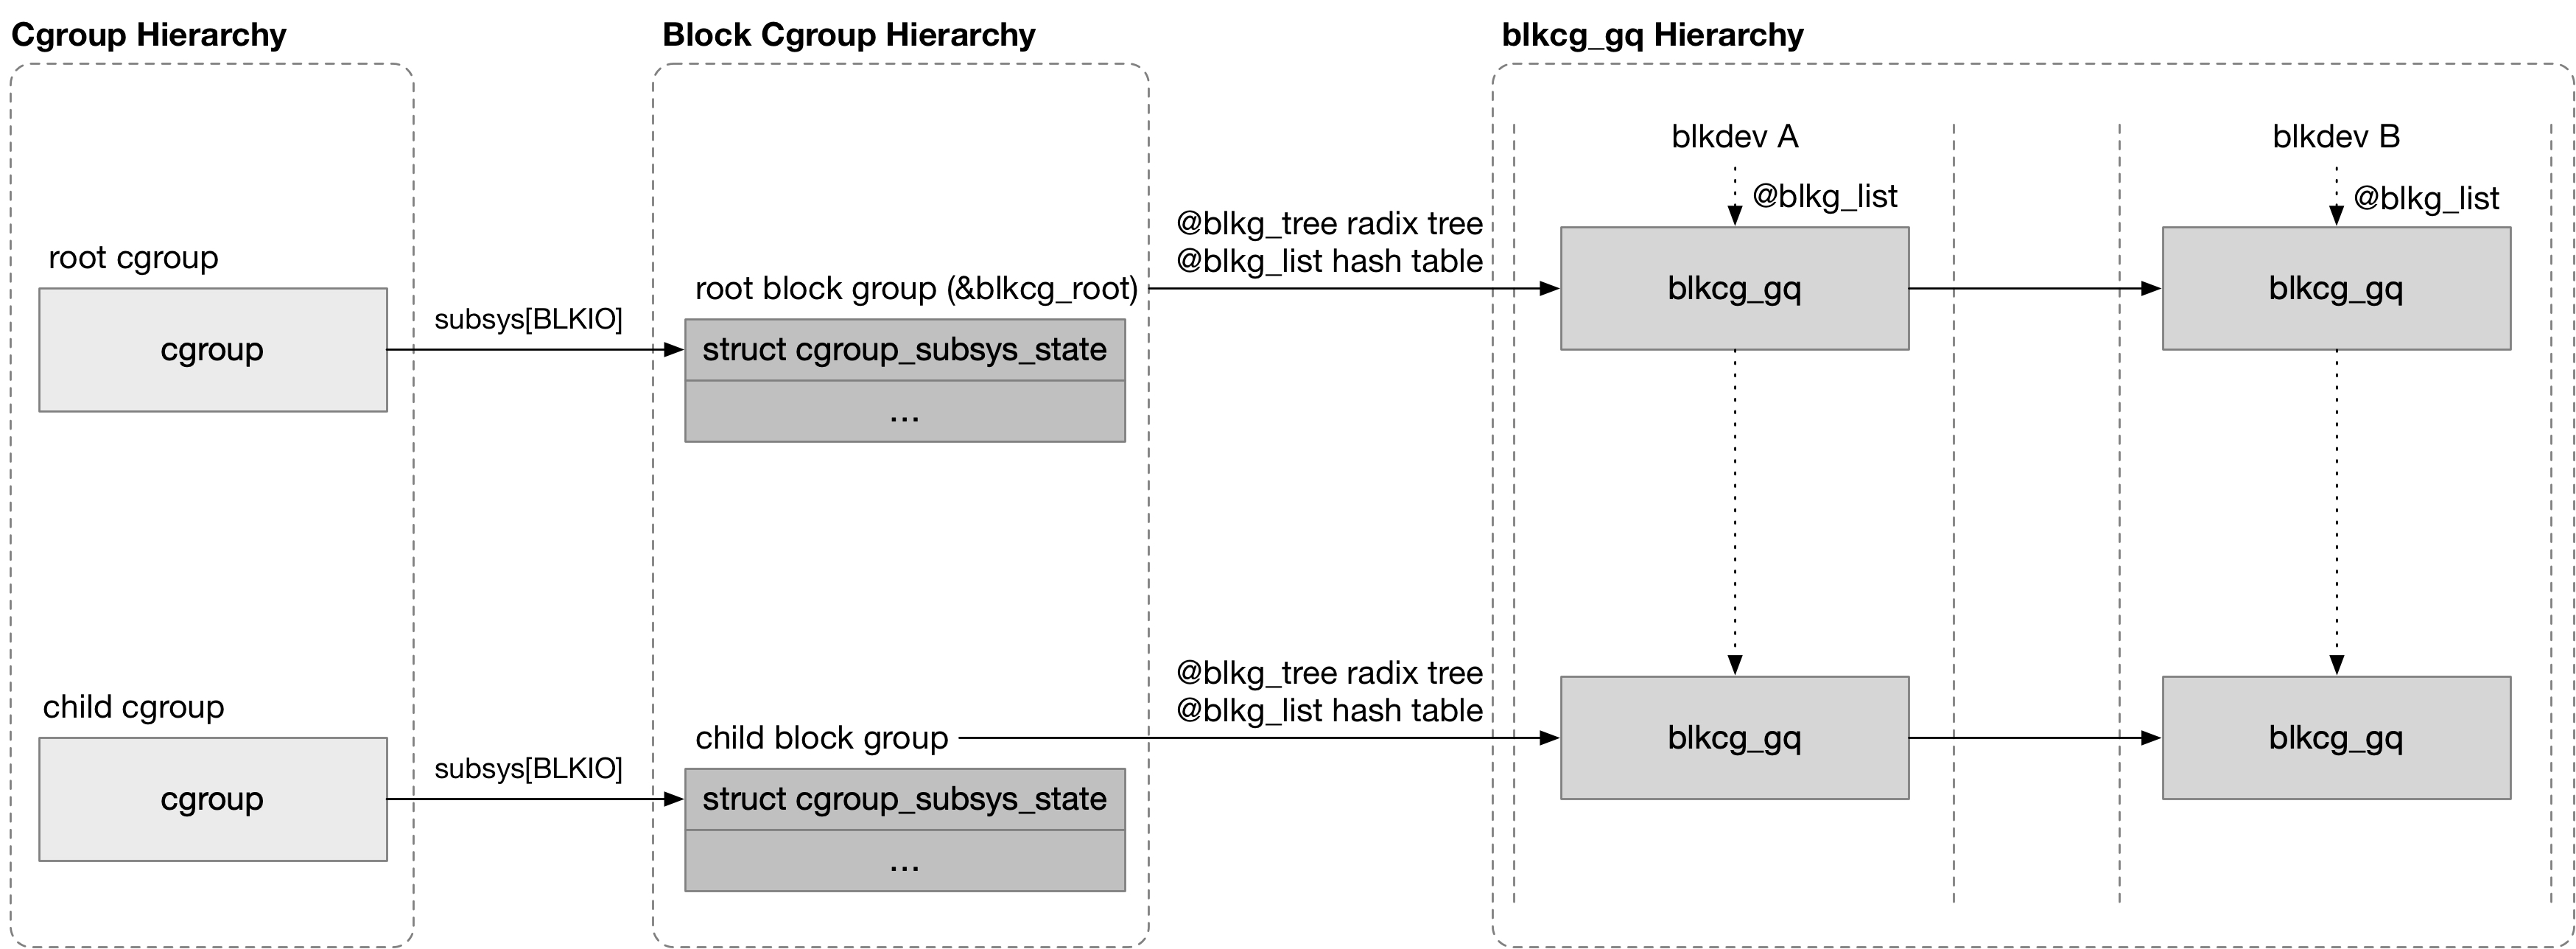 Cgroup Hierarchy
Block Cgroup Hierarchy
blkcg_gq Hierarchy
root cgroup
cgroup
subsys[BLKIO]
root block group (&blkcg_root)
struct cgroup_subsys_state
...
@blkg_tree radix tree
@blkg_list hash table
blkdev A
@blkg_list
blkcg_gq
blkdev B
@blkg_list
blkcg_gq
child cgroup
cgroup
subsys[BLKIO]
child block group
struct cgroup_subsys_state
...
@blkg_tree radix tree
@blkg_list hash table
blkcg_gq
blkcg_gq